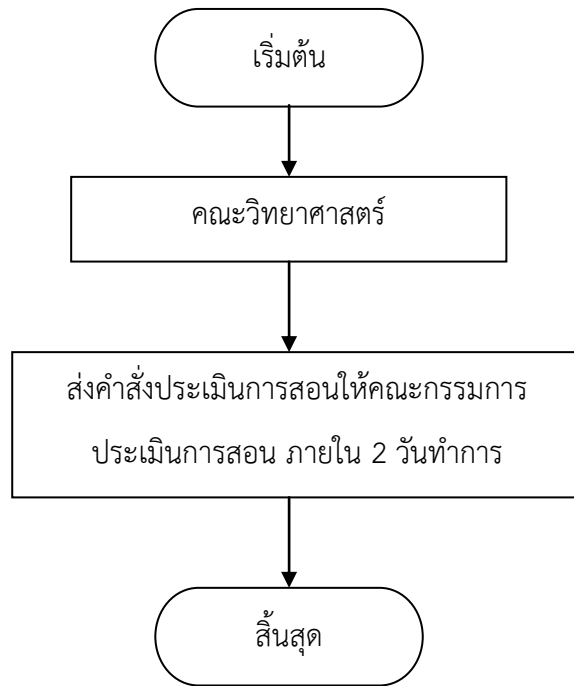 เริ่มต้น
คณะวิทยาศาสตร์
ส่งคำสั่งประเมินการสอนให้คณะกรรมการ
ประเมินการสอน ภายใน 2 วันทำการ
สิ้นสุด